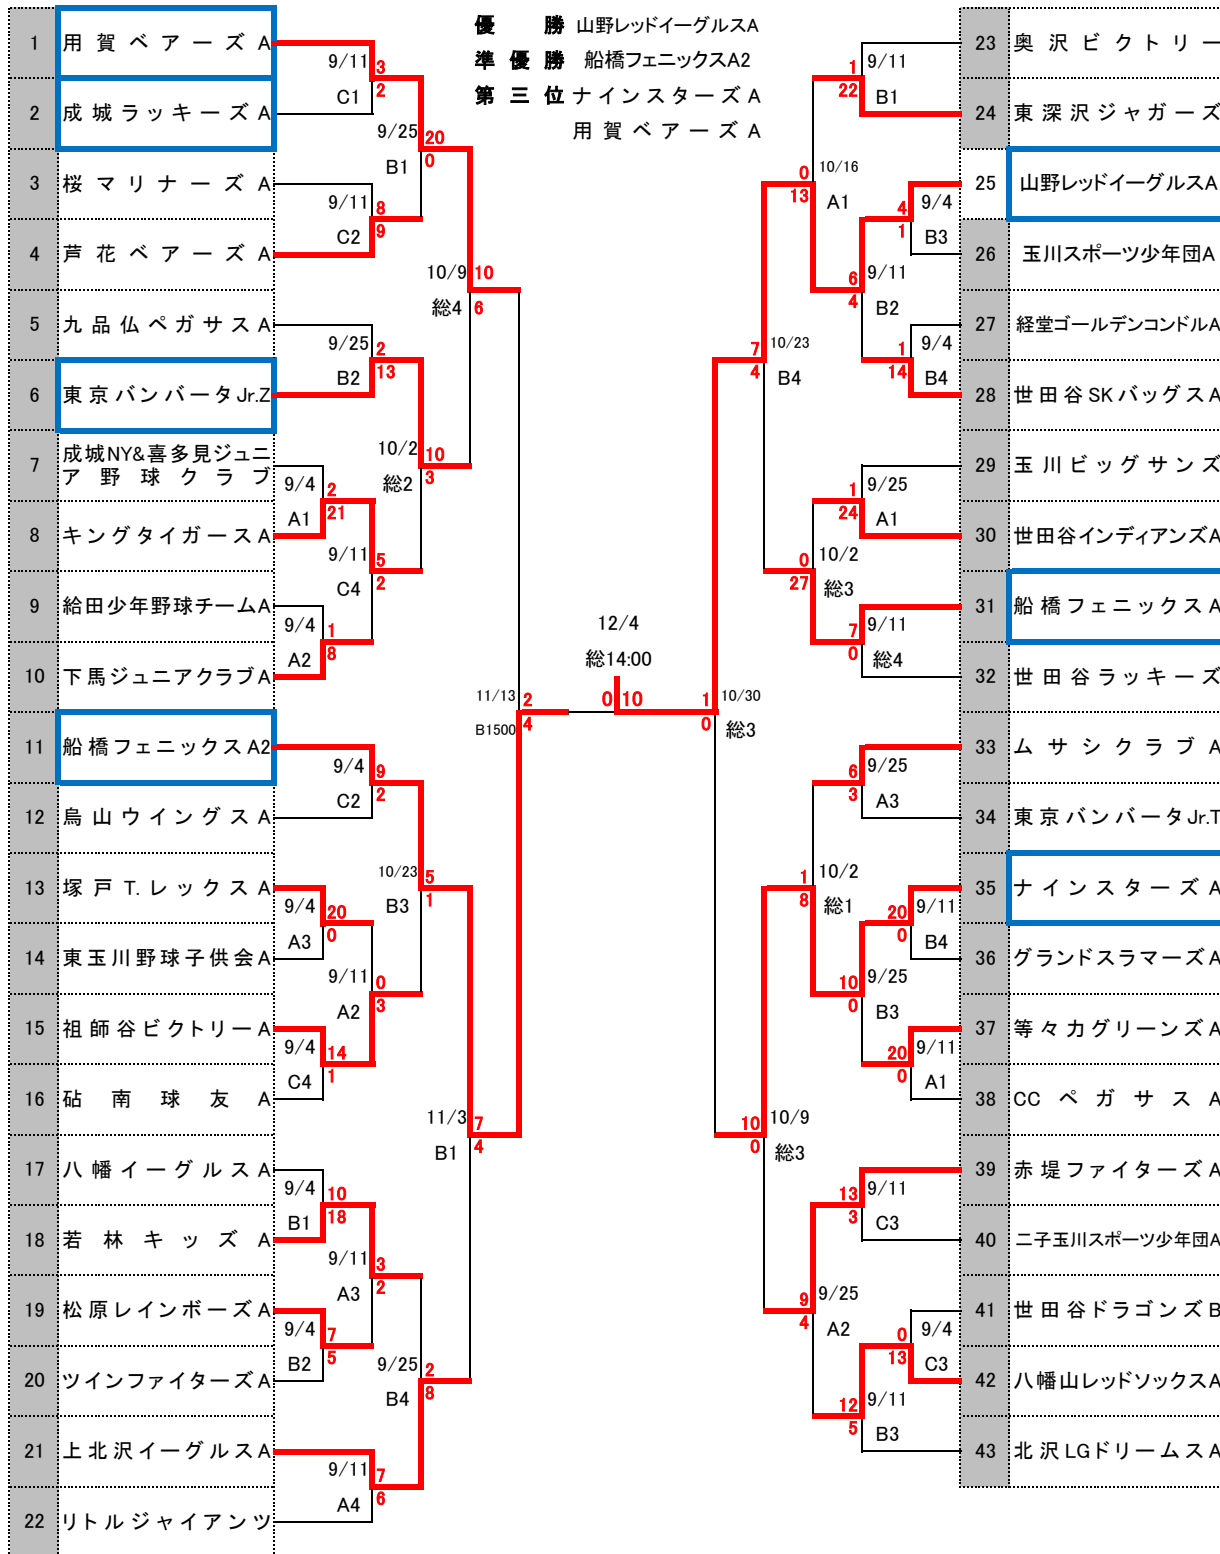 優勝 山野レッドイーグルスA
準優勝 船橋フェニックスA2
第三位 ナインスターズA
用賀ベアーズA
1 用賀ベアーズA
9/11 3
C1 2
2 成城ラッキーズA
9/25 20
B1 0
3 桜マリナーズA
9/11 8
C2 9
4 芦花ベアーズA
10/9 10
総4 6
5 九品仏ペガサスA
9/25 2
B2 13
6 東京バンバータJr.Z
10/2 10
総2 3
7 成城NY&喜多見ジュニ
ア野球クラブ
9/4 2
A1 21
8 キングタイガースA
9/11 5
C4 2
9 給田少年野球チームA
9/4 1
A2 8
10 下馬ジュニアクラブA
11/13 2
B1500 4
11 船橋フェニックスA2
9/4 9
C2 2
12 烏山ウイングスA
10/23 5
B3 1
13 塚戸T.レックスA
9/4 20
A3 0
14 東玉川野球子供会A
9/11 0
A2 3
15 祖師谷ビクトリーA
9/4 14
C4 1
16 砧南球友A
11/3 7
B1 4
17 八幡イーグルスA
9/4 10
B1 18
18 若林キッズA
9/11 3
A3 2
19 松原レインボーズA
9/4 7
B2 5
20 ツインファイターズA
9/25 2
B4 8
21 上北沢イーグルスA
9/11 7
A4 6
22 リトルジャイアンツ
12/4
総14:00
0 10
23 奥沢ビクトリー
1 9/11
22 B1
24 東深沢ジャガーズ
0 10/16
13 A1
25 山野レッドイーグルスA
4 9/4
1 B3
26 玉川スポーツ少年団A
6 9/11
4 B2
27 経堂ゴールデンコンドルA
1 9/4
14 B4
28 世田谷SKバッグスA
7 10/23
4 B4
29 玉川ビッグサンズ
1 9/25
24 A1
30 世田谷インディアンズA
0 10/2
27 総3
31 船橋フェニックスA
7 9/11
0 総4
32 世田谷ラッキーズ
1 10/30
0 総3
33 ムサシクラブA
6 9/25
3 A3
34 東京バンバータJr.T
1 10/2
8 総1
35 ナインスターズA
20 9/11
0 B4
36 グランドスラマーズA
10 9/25
0 B3
37 等々力グリーンズA
20 9/11
0 A1
38 CCペガサスA
10 10/9
0 総3
39 赤堤ファイターズA
13 9/11
3 C3
40 二子玉川スポーツ少年団A
9 9/25
4 A2
41 世田谷ドラゴンズB
0 9/4
13 C3
42 八幡山レッドソックスA
12 9/11
5 B3
43 北沢LGドリームスA